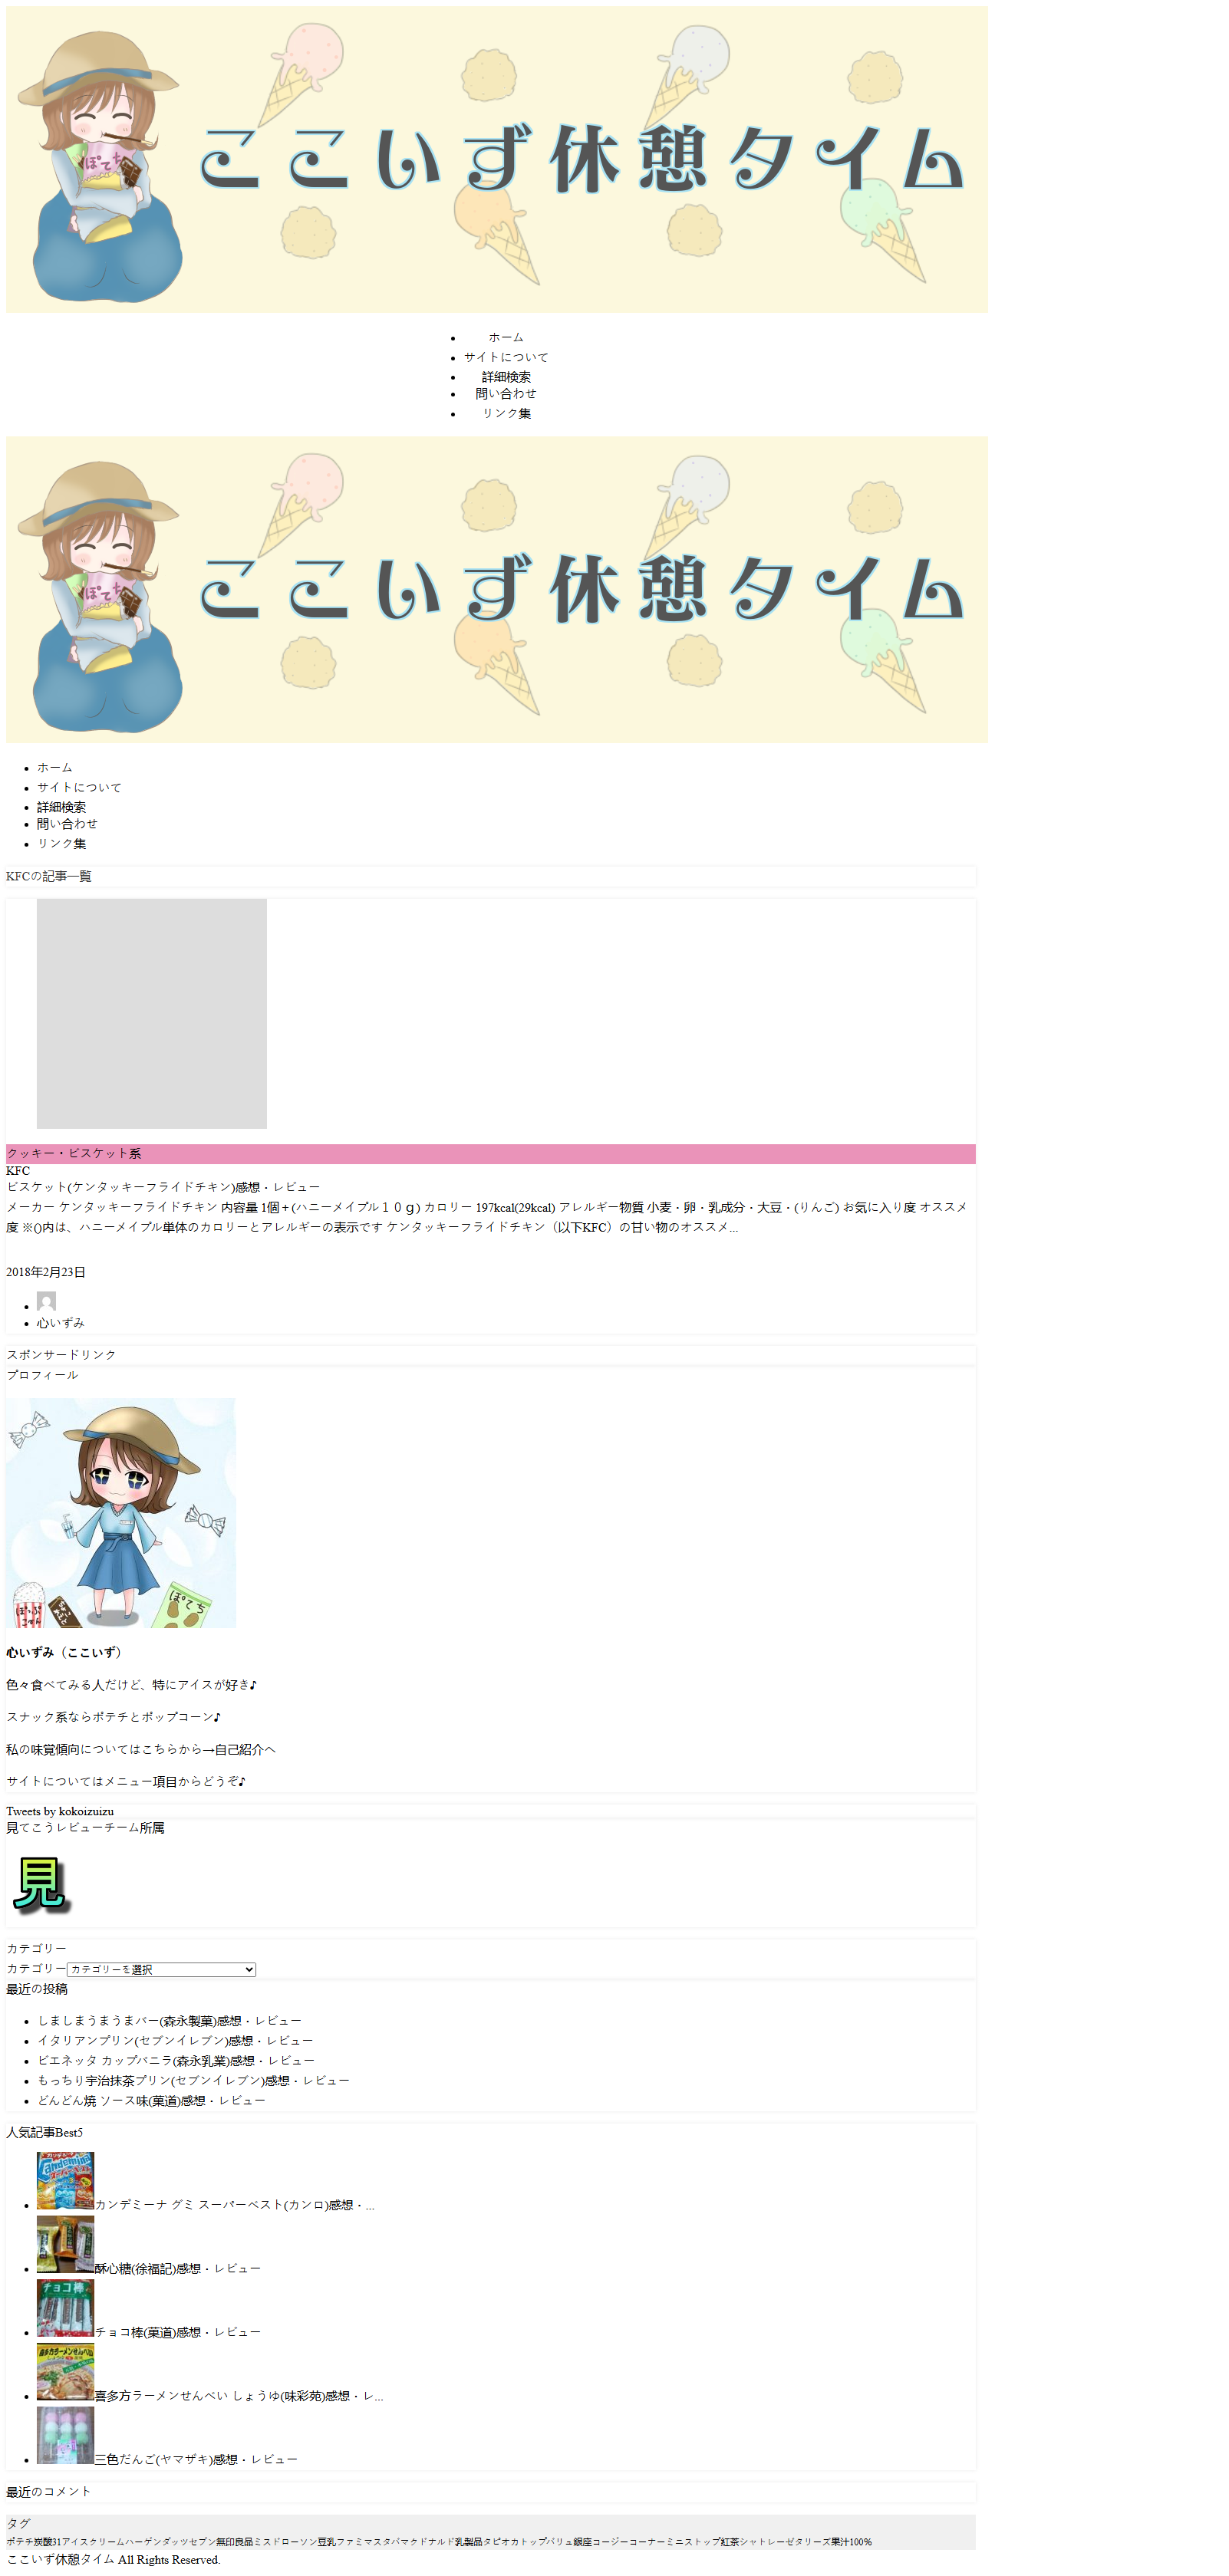 ここいず休憩タイム
ぽてち
ホーム
サイトについて
詳細検索
問い合わせ
リンク集
ここいず休憩タイム
ぽてち
ホーム
サイトについて
詳細検索
問い合わせ
リンク集
KFCの記事一覧
クッキー・ビスケット系
KFC
ビスケット(ケンタッキーフライドチキン)感想・レビュー
メーカー ケンタッキーフライドチキン 内容量 1個＋(ハニーメイプル１０ｇ) カロリー 197kcal(29kcal) アレルギー物質 小麦・卵・乳成分・大豆・(りんご) お気に入り度 オススメ
度 ※()内は、ハニーメイプル単体のカロリーとアレルギーの表示です ケンタッキーフライドチキン（以下KFC）の甘い物のオススメ...
2018年2月23日
心いずみ
スポンサードリンク
プロフィール
ぽてち
心いずみ（ここいず）
色々食べてみる人だけど、特にアイスが好き♪
スナック系ならポテチとポップコーン♪
私の味覚傾向についてはこちらから→自己紹介へ
サイトについてはメニュー項目からどうぞ♪
Tweets by kokoizuizu
見てこうレビューチーム所属
見
カテゴリー
カテゴリー カテゴリーを選択
最近の投稿
しましまうまうまバー(森永製菓)感想・レビュー
イタリアンプリン(セブンイレブン)感想・レビュー
ビエネッタ カップバニラ(森永乳業)感想・レビュー
もっちり宇治抹茶プリン(セブンイレブン)感想・レビュー
どんどん焼 ソース味(菓道)感想・レビュー
人気記事Best5
カンデミーナ グミ スーパーベスト(カンロ)感想・...
酥心糖(徐福記)感想・レビュー
チョコ棒
チョコ棒(菓道)感想・レビュー
喜多方ラーメンせんべい しょうゆ(味彩苑)感想・レ...
三色だんご(ヤマザキ)感想・レビュー
最近のコメント
タグ
ポテチ炭酸31アイスクリームハーゲンダッツセブン無印良品ミスドローソン豆乳ファミマスタバマクドナルド乳製品タピオカトップバリュ銀座コージーコーナーミニストップ紅茶シャトレーゼタリーズ果汁100％
ここいず休憩タイム All Rights Reserved.